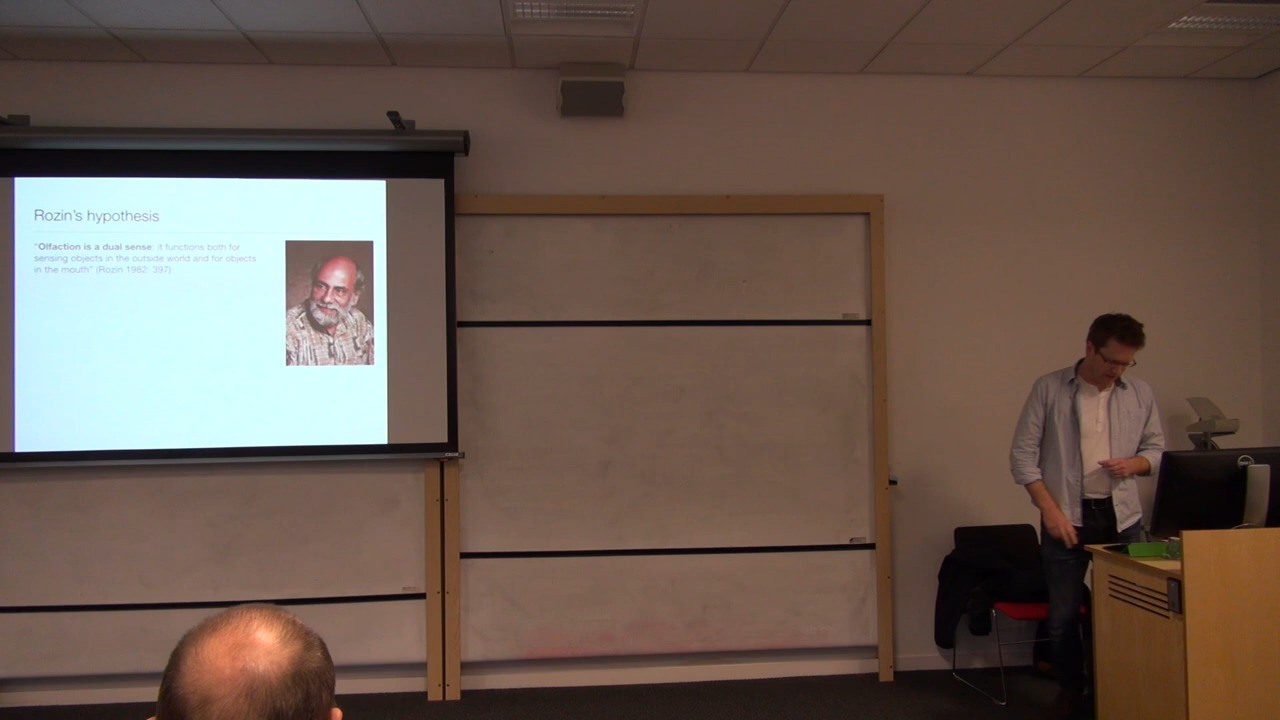 Rozin's hypothesis
"Olfaction is a dual sense: it functions both for
sensing objects in the outside world and for objects
in the mouth" (Rozin 1982: 397)
DELL